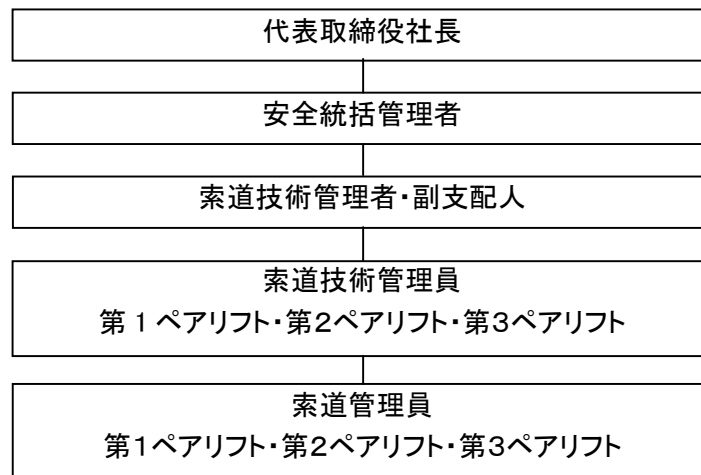 代表取締役社長
安全統括管理者
索道技術管理者・副支配人
索道技術管理員
第１ペアリフト・第２ペアリフト・第３ペアリフト
索道管理員
第１ペアリフト・第２ペアリフト・第３ペアリフト